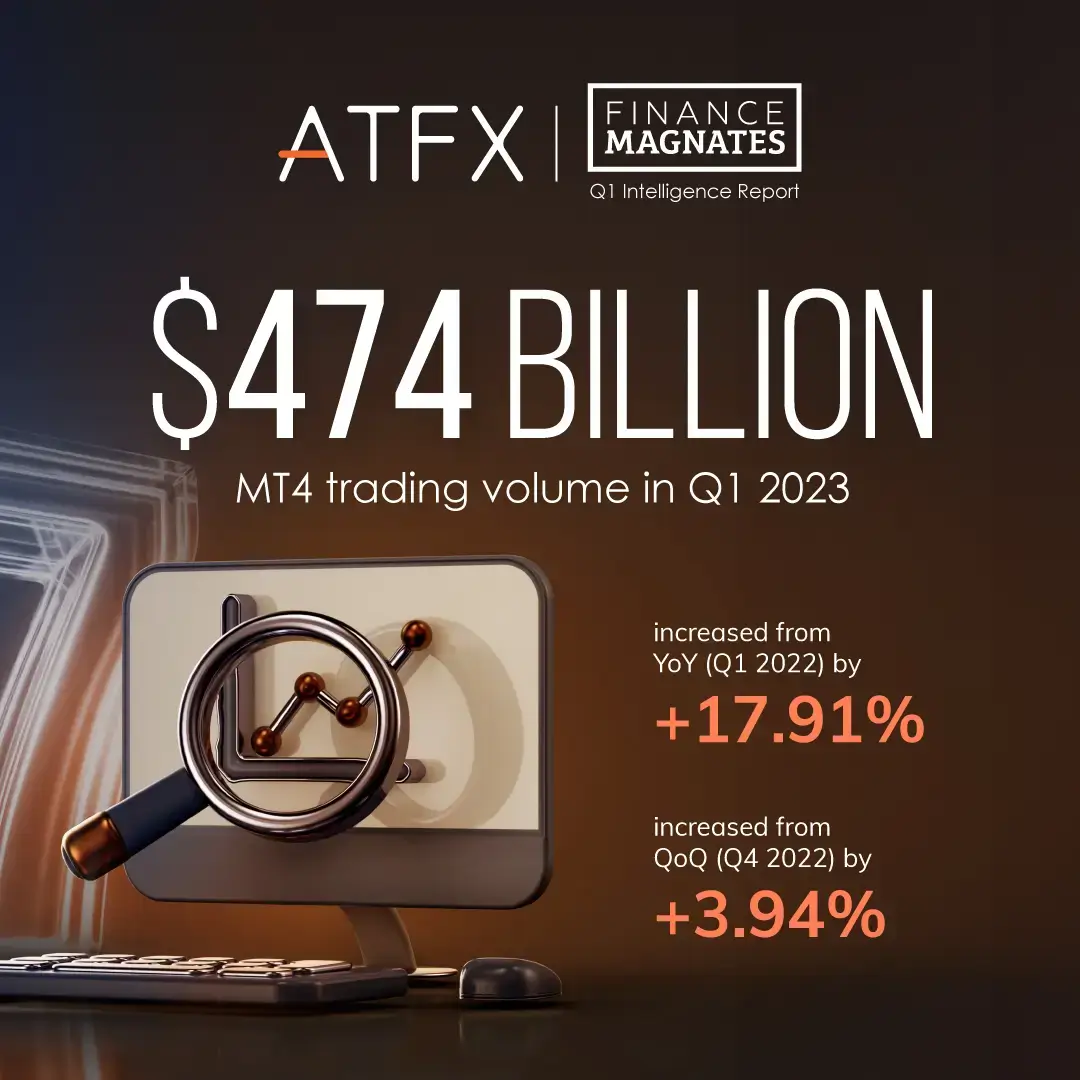 ATFX
FINANCE
MAGNATES
Q1 Intelligence Report
$474 BILLION
MT4 trading volume in Q1 2023
increased from
YoY (Q1 2022) by
+17.91%
increased from
QoQ (Q4 2022) by
+3.94%